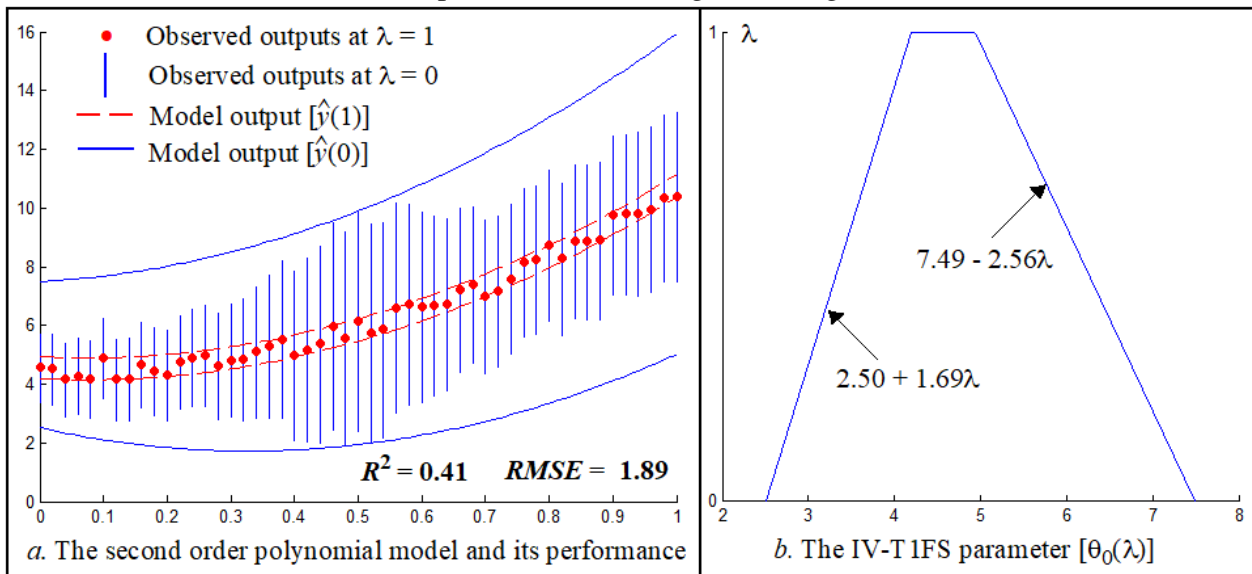 16
14
12
10
8
6
4
2
0
Observed outputs at λ = 1
Observed outputs at λ = 0
Model output [ŷ(1)]
Model output [ŷ(0)]
R² = 0.41 RMSE = 1.89
0 0.1 0.2 0.3 0.4 0.5 0.6 0.7 0.8 0.9 1
a. The second order polynomial model and its performance
1 λ
7.49 - 2.56λ
2.50 + 1.69λ
0
2 3 4 5 6 7 8
b. The IV-T1FS parameter [θ₀(λ)]